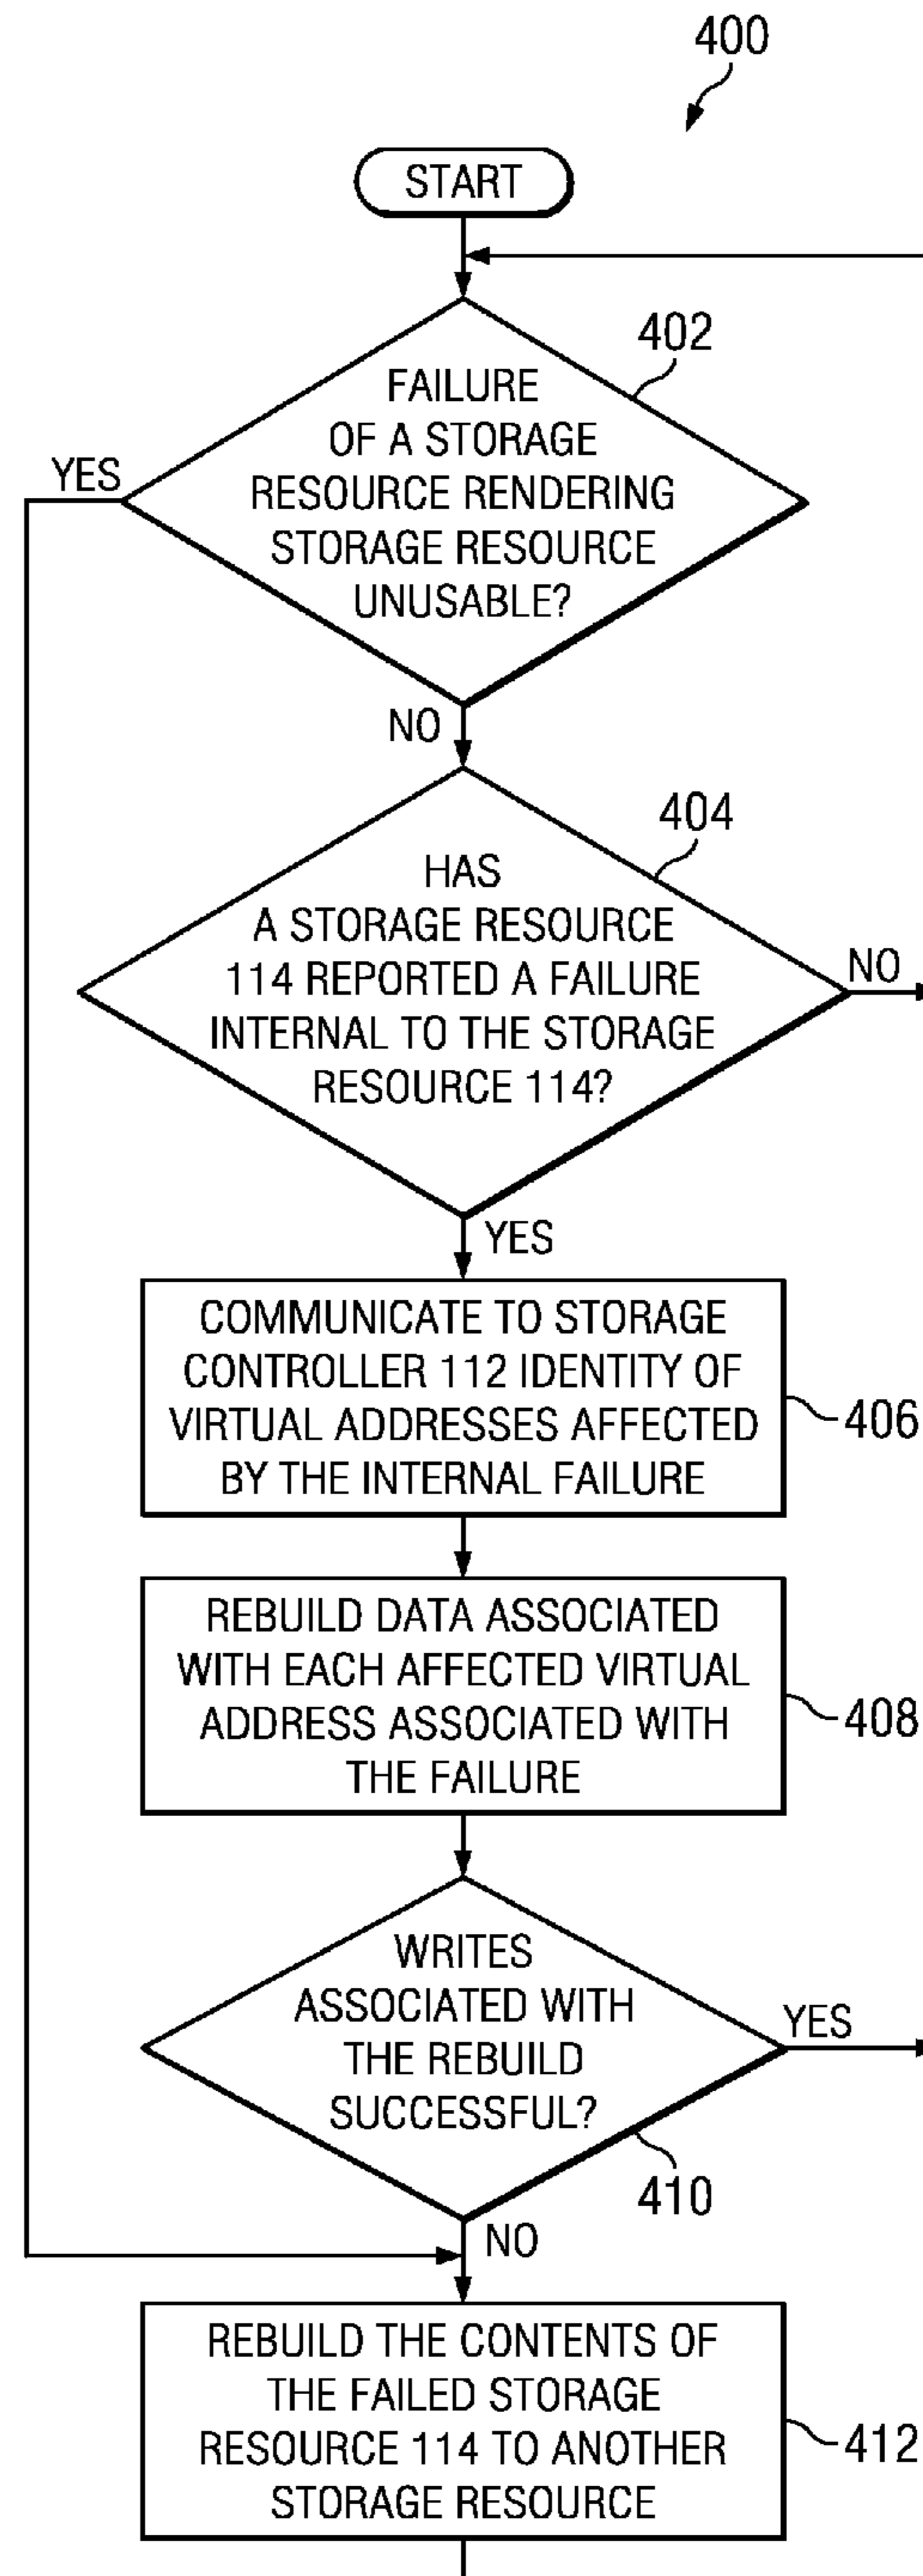 400
START
402
FAILURE
OF A STORAGE
RESOURCE RENDERING
STORAGE RESOURCE
UNUSABLE?
YES
NO
404
HAS
A STORAGE RESOURCE
114 REPORTED A FAILURE
INTERNAL TO THE STORAGE
RESOURCE 114?
NO
YES
COMMUNICATE TO STORAGE
CONTROLLER 112 IDENTITY OF
VIRTUAL ADDRESSES AFFECTED
BY THE INTERNAL FAILURE
406
REBUILD DATA ASSOCIATED
WITH EACH AFFECTED VIRTUAL
ADDRESS ASSOCIATED WITH
THE FAILURE
408
WRITES
ASSOCIATED WITH
THE REBUILD
SUCCESSFUL?
YES
410
NO
REBUILD THE CONTENTS OF
THE FAILED STORAGE
RESOURCE 114 TO ANOTHER
STORAGE RESOURCE
412